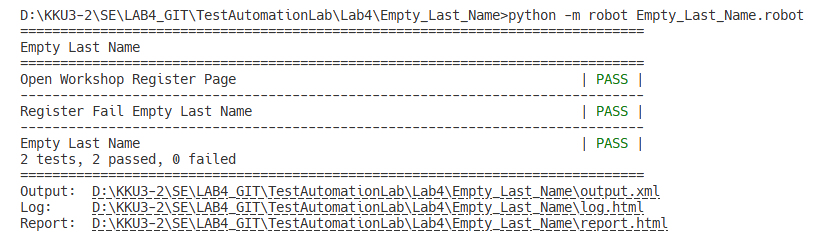 D:\KKU3-2\SE\LAB4_GIT\TestAutomationLab\Lab4\Empty_Last_Name>python -m robot Empty_Last_Name.robot
==============================================================================
Empty Last Name
==============================================================================
Open Workshop Register Page                                           | PASS |
------------------------------------------------------------------------------
Register Fail Empty Last Name                                         | PASS |
------------------------------------------------------------------------------
Empty Last Name                                                       | PASS |
2 tests, 2 passed, 0 failed
==============================================================================
Output:  D:\KKU3-2\SE\LAB4_GIT\TestAutomationLab\Lab4\Empty_Last_Name\output.xml
Log:     D:\KKU3-2\SE\LAB4_GIT\TestAutomationLab\Lab4\Empty_Last_Name\log.html
Report:  D:\KKU3-2\SE\LAB4_GIT\TestAutomationLab\Lab4\Empty_Last_Name\report.html